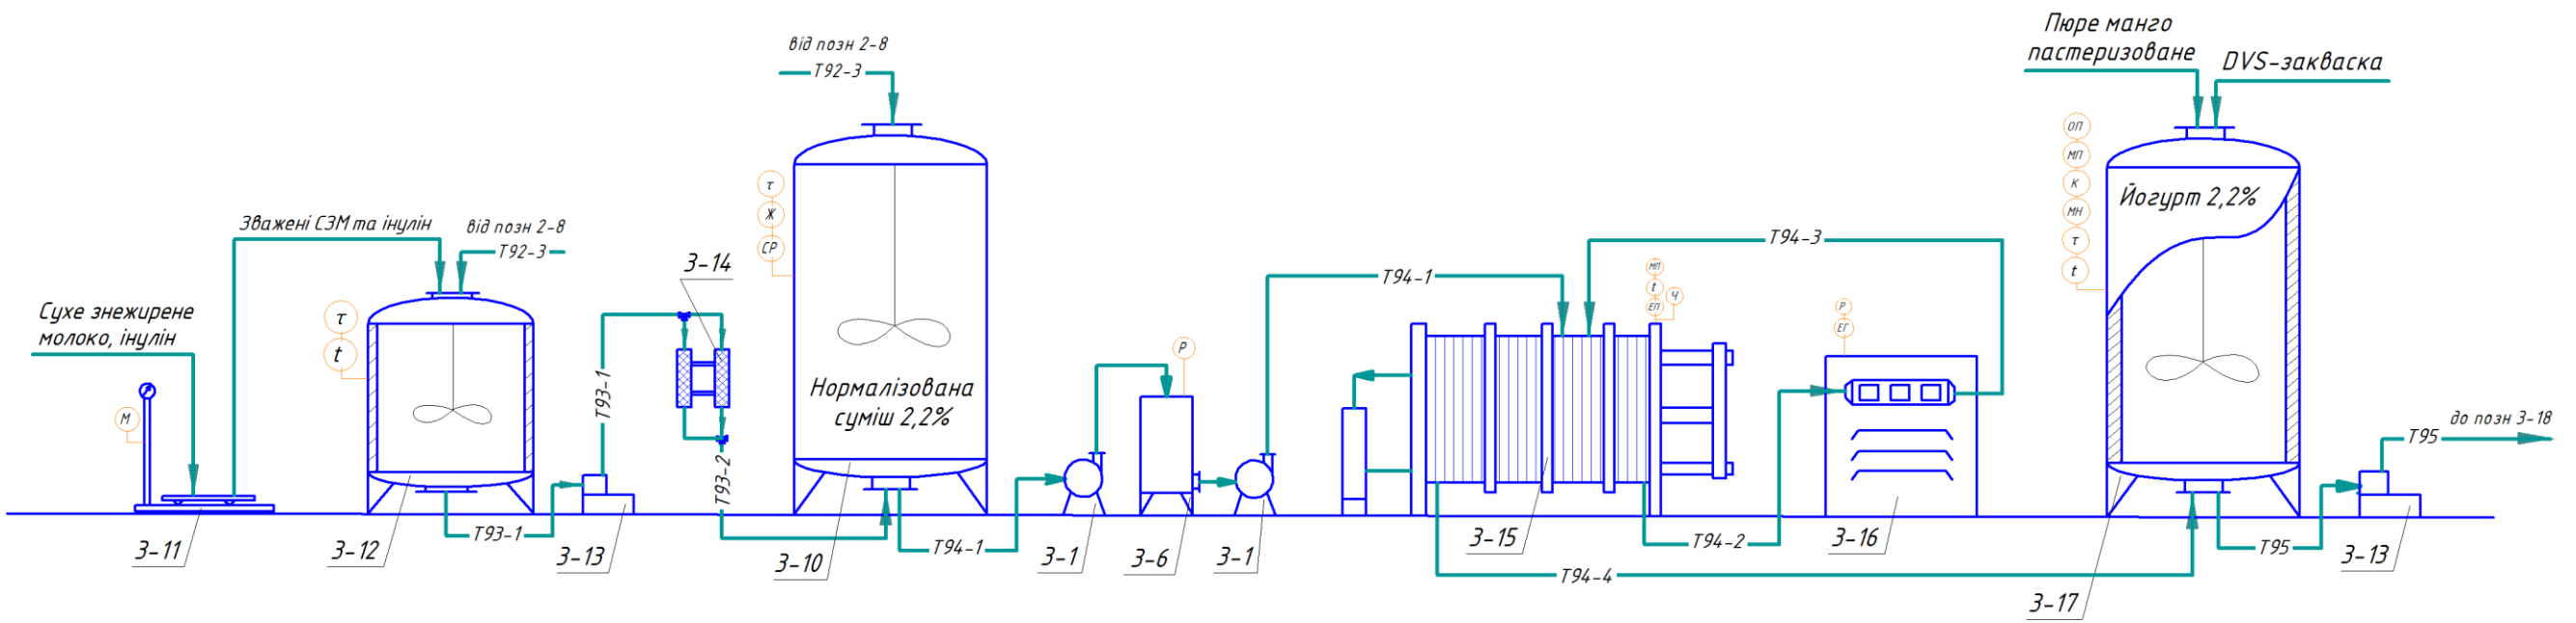 Сухе знежирене
молоко, інулін
М
3-11
Зважені СЗМ та інулін
від позн 2-8
Т92-3
τ
t
3-12
Т93-1
3-13
Т93-1
3-14
Т93-2
від позн 2-8
Т92-3
τ
Ж
СР
Нормалізована
суміш 2,2%
3-10
Т94-1
3-1
Р
3-6
3-1
Т94-1
МП
t
ЕП
Ч
3-15
Т94-2
Т94-3
Т94-4
Р
ЕГ
3-16
Пюре манго
пастеризоване
DVS-закваска
ОП
МП
К
МН
τ
t
Йогурт 2,2%
3-17
Т95
3-13
Т95
до позн 3-18